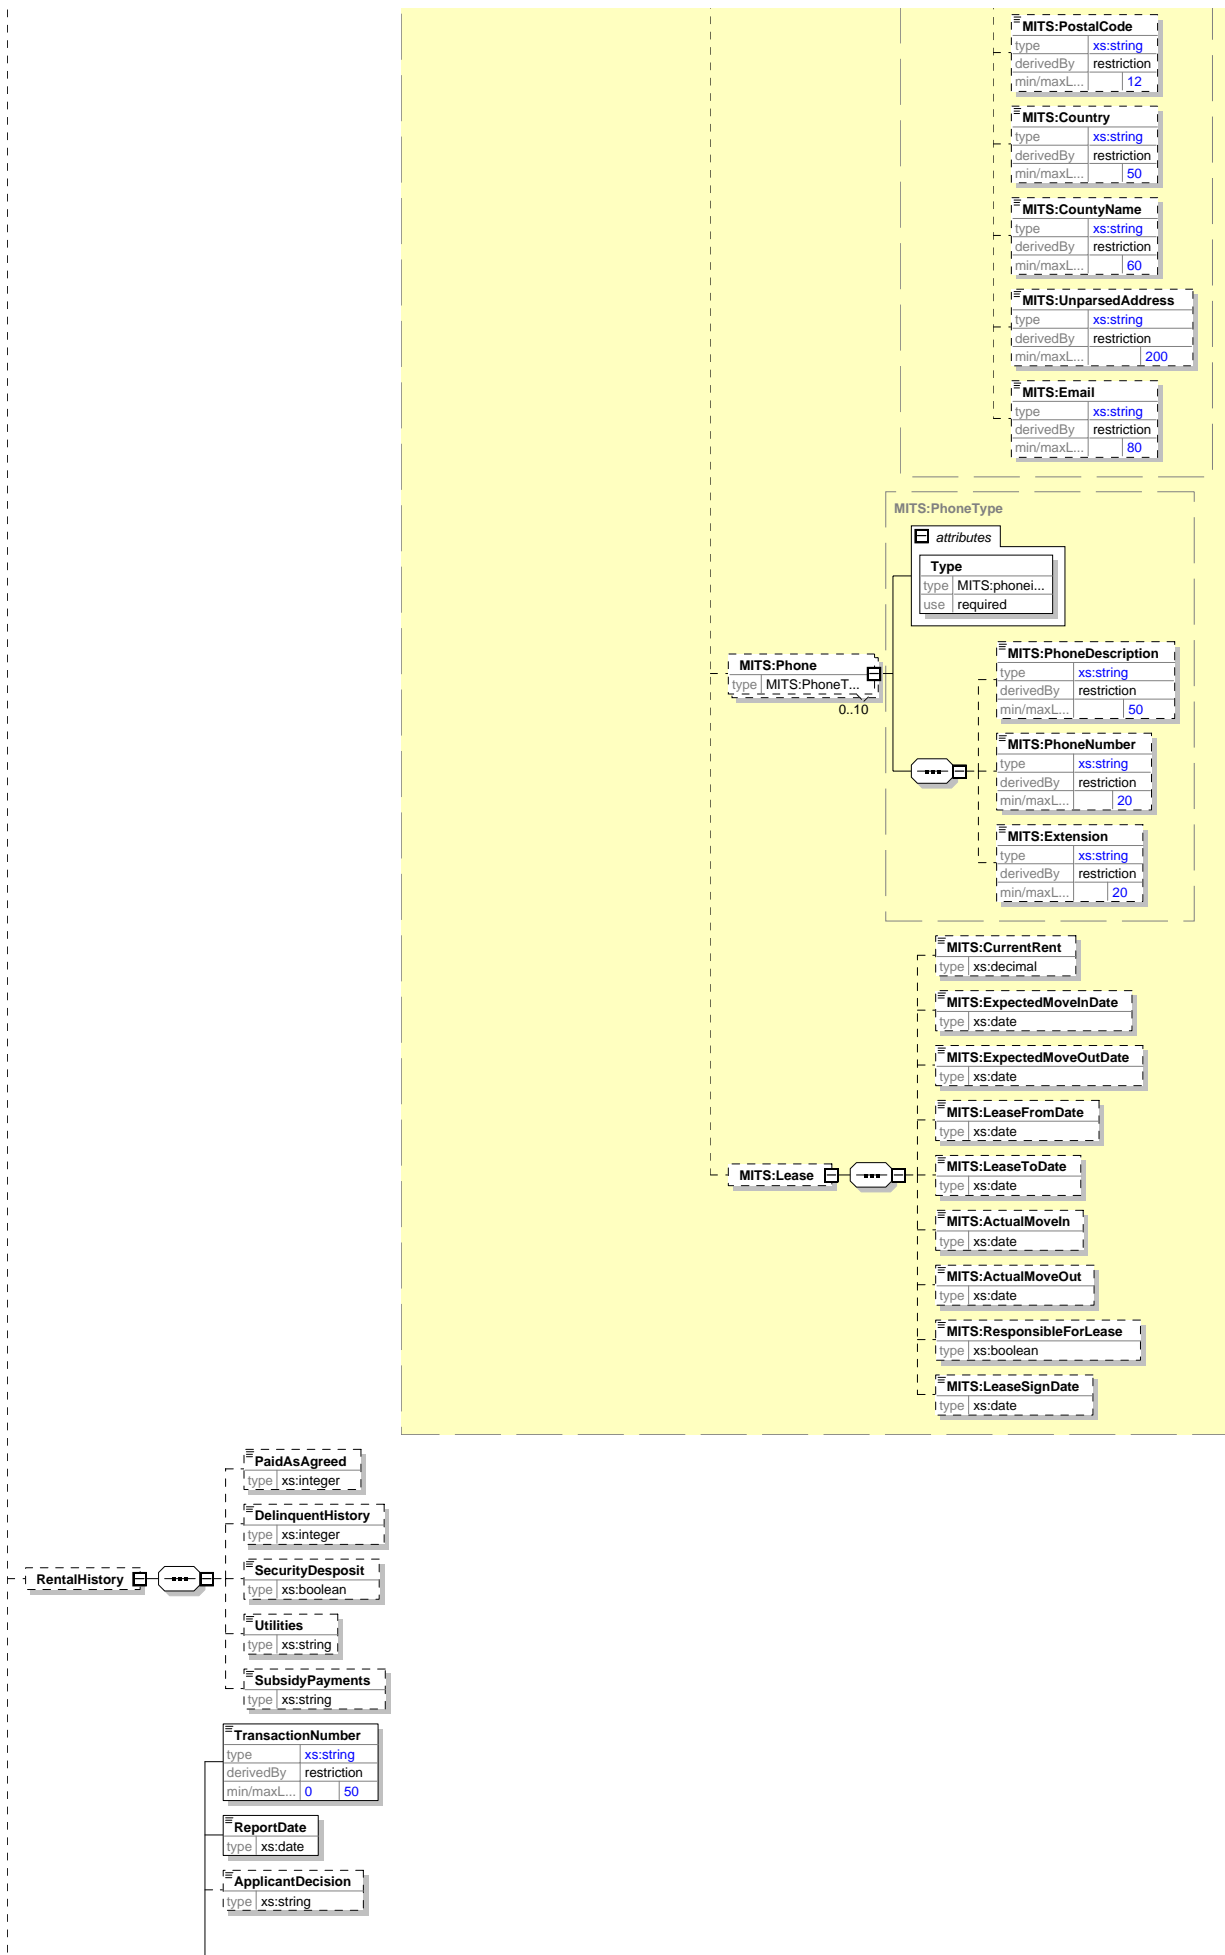 MITS:PostalCode
type xs:string
derivedBy restriction
min/maxL... 12
MITS:Country
type xs:string
derivedBy restriction
min/maxL... 50
MITS:CountyName
type xs:string
derivedBy restriction
min/maxL... 60
MITS:UnparsedAddress
type xs:string
derivedBy restriction
min/maxL... 200
MITS:Email
type xs:string
derivedBy restriction
min/maxL... 80
MITS:PhoneType
attributes
Type
type MITS:phonei...
use required
MITS:Phone
type MITS:PhoneT...
0..10
MITS:PhoneDescription
type xs:string
derivedBy restriction
min/maxL... 50
MITS:PhoneNumber
type xs:string
derivedBy restriction
min/maxL... 20
MITS:Extension
type xs:string
derivedBy restriction
min/maxL... 20
MITS:CurrentRent
type xs:decimal
MITS:ExpectedMoveInDate
type xs:date
MITS:ExpectedMoveOutDate
type xs:date
MITS:LeaseFromDate
type xs:date
MITS:Lease
MITS:LeaseToDate
type xs:date
MITS:ActualMoveIn
type xs:date
MITS:ActualMoveOut
type xs:date
MITS:ResponsibleForLease
type xs:boolean
MITS:LeaseSignDate
type xs:date
PaidAsAgreed
type xs:integer
DelinquentHistory
type xs:integer
RentalHistory
SecurityDesposit
type xs:boolean
Utilities
type xs:string
SubsidyPayments
type xs:string
TransactionNumber
type xs:string
derivedBy restriction
min/maxL... 0 50
ReportDate
type xs:date
ApplicantDecision
type xs:string